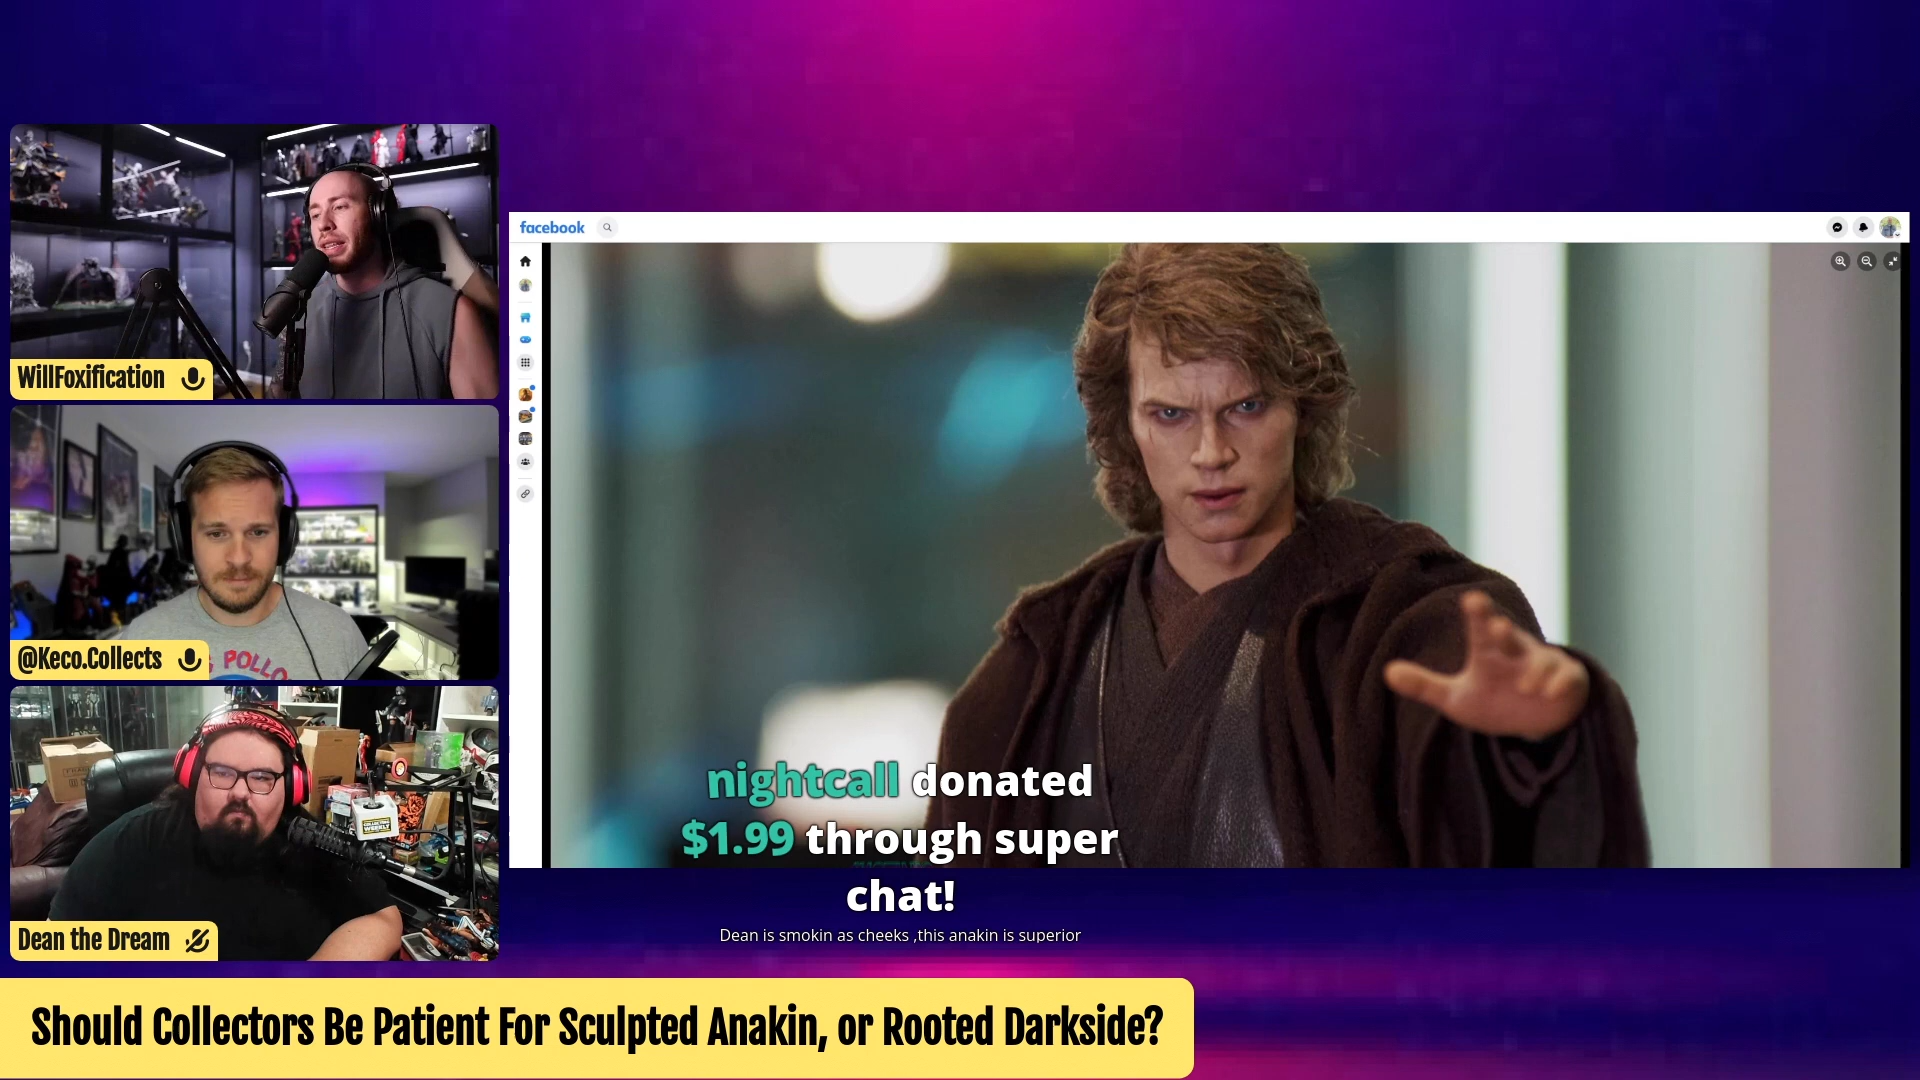 facebook
WillFoxification
@Keco.Collects
POLLO
Dean the Dream
nightcall donated
$1.99 through super
chat!
Dean is smokin as cheeks ,this anakin is superior
Should Collectors Be Patient For Sculpted Anakin, or Rooted Darkside?